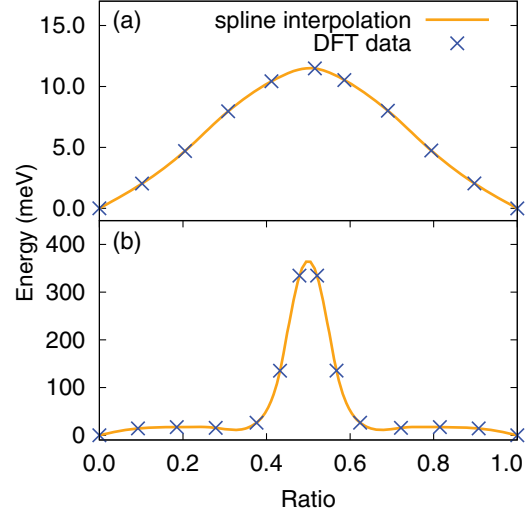 (a)
spline interpolation
DFT data
15.0
10.0
5.0
0.0
Energy (meV)
(b)
400
300
200
100
0
0.0 0.2 0.4 0.6 0.8 1.0
Ratio